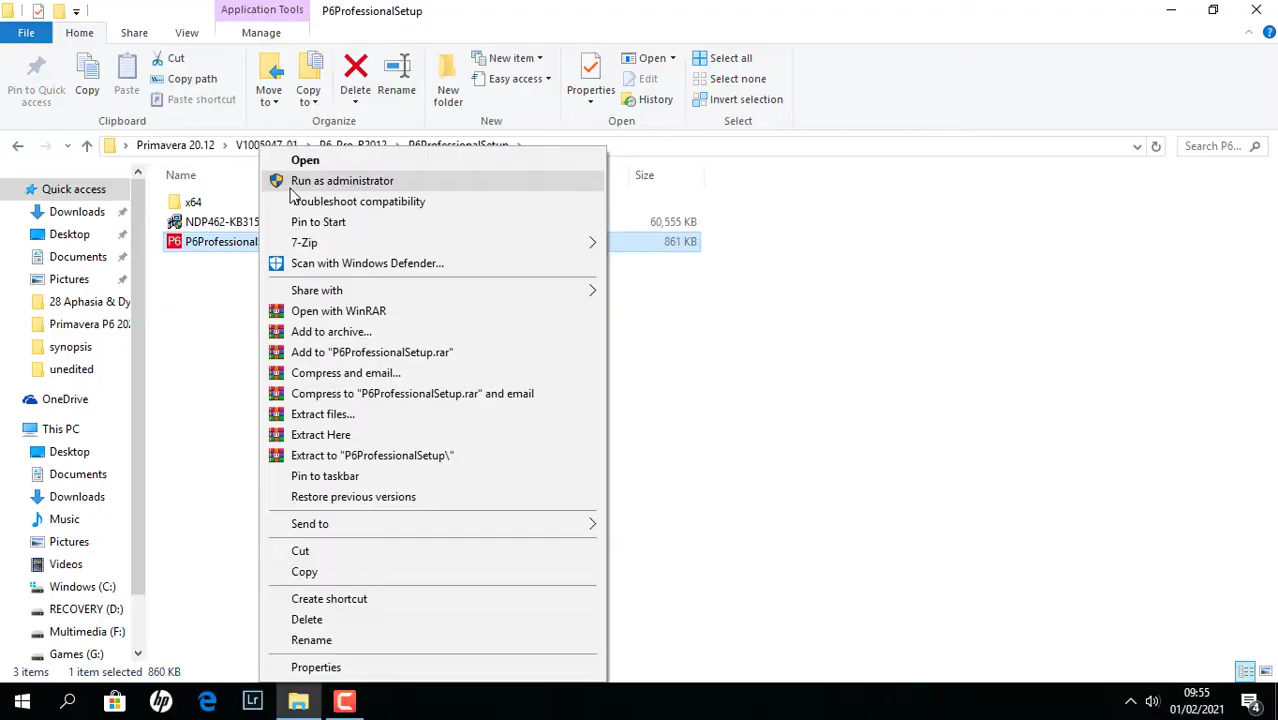 Application Tools
P6ProfessionalSetup
File
Home
Share
View
Manage
Pin to Quick access
Copy
Paste
Cut
Copy path
Paste shortcut
Clipboard
Move to
Copy to
Delete
Rename
Organize
New folder
New item
Easy access
New
Properties
Open
Edit
History
Open
Select all
Select none
Invert selection
Select
Primavera 20.12
V1005947_01
P6_Pro_R2012
P6ProfessionalSetup
Search P6...
Name
Size
x64
NDP462-KB315
60,555 KB
P6Professional
861 KB
Quick access
Downloads
Desktop
Documents
Pictures
28 Aphasia & Dy
Primavera P6 202
synopsis
unedited
OneDrive
This PC
Desktop
Documents
Downloads
Music
Pictures
Videos
Windows (C:)
RECOVERY (D:)
Multimedia (F:)
Games (G:)
Open
Run as administrator
Troubleshoot compatibility
Pin to Start
7-Zip
Scan with Windows Defender...
Share with
Open with WinRAR
Add to archive...
Add to "P6ProfessionalSetup.rar"
Compress and email...
Compress to "P6ProfessionalSetup.rar" and email
Extract files...
Extract Here
Extract to "P6ProfessionalSetup\"
Pin to taskbar
Restore previous versions
Send to
Cut
Copy
Create shortcut
Delete
Rename
Properties
3 items
1 item selected 860 KB
hp
Lr
09:55
01/02/2021
4